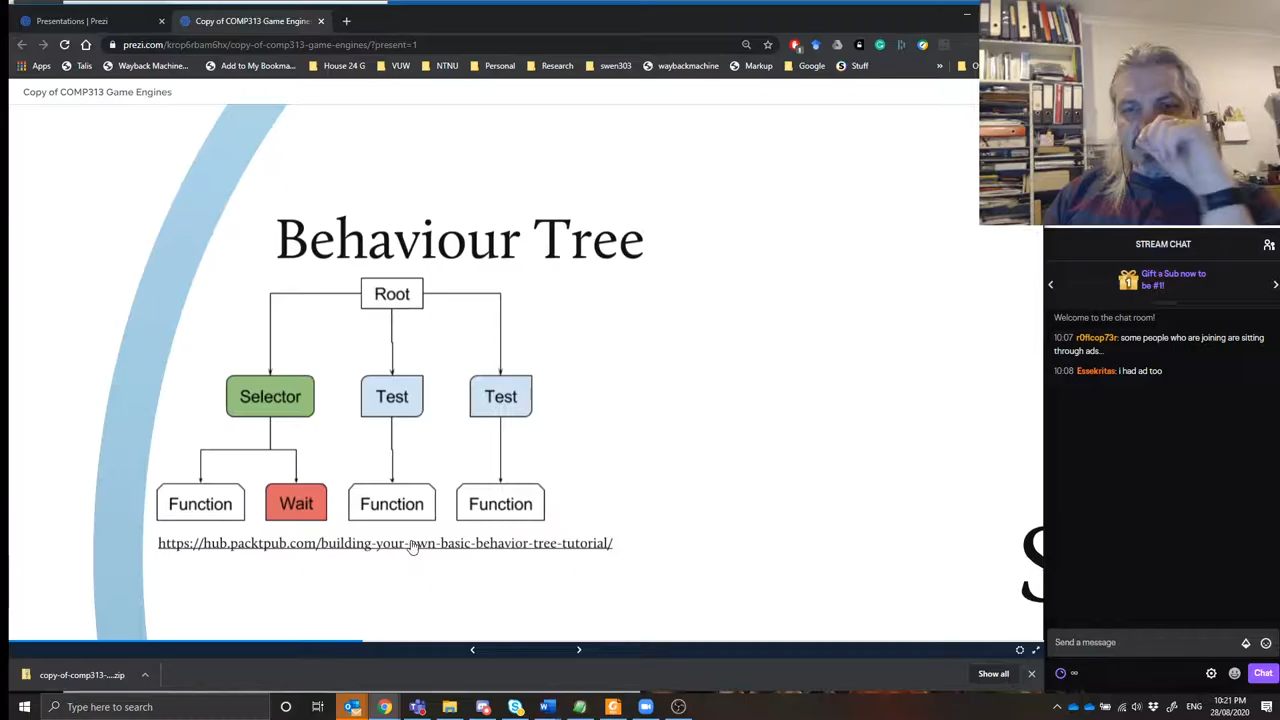 Presentations | Prezi
Copy of COMP313 Game Engines
prezi.com/krop6rbam6hx/copy-of-comp313-game-engines/?present=1
Apps
Talis
Wayback Machine...
Add to My Bookma...
House 24 G
VUW
NTNU
Personal
Research
swen303
waybackmachine
Markup
Google
Stuff
»
Copy of COMP313 Game Engines
Behaviour Tree
Root
Selector
Test
Test
Function
Wait
Function
Function
https://hub.packtpub.com/building-your-own-basic-behavior-tree-tutorial/
S
STREAM CHAT
Gift a Sub now to
be #1!
Welcome to the chat room!
10:07 r0flcop73r: some people who are joining are sitting
through ads...
10:08 Essekritas: i had ad too
Send a message
Chat
copy-of-comp313-....zip
Show all
Type here to search
10:21 PM
28/08/2020